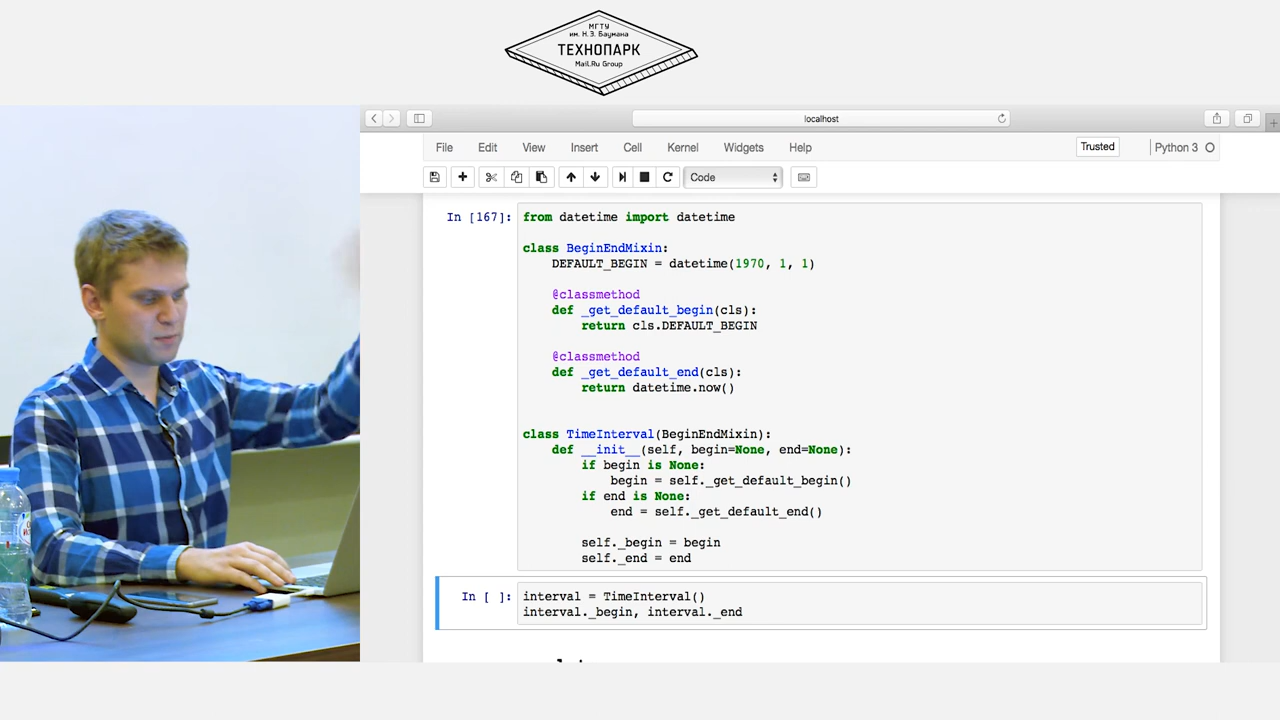 МГТУ
им. Н.Э. Баумана
ТЕХНОПАРК
Mail.Ru Group
localhost
File Edit View Insert Cell Kernel Widgets Help Trusted Python 3
Code
In [167]: from datetime import datetime
class BeginEndMixin:
DEFAULT_BEGIN = datetime(1970, 1, 1)
@classmethod
def _get_default_begin(cls):
return cls.DEFAULT_BEGIN
@classmethod
def _get_default_end(cls):
return datetime.now()
class TimeInterval(BeginEndMixin):
def __init__(self, begin=None, end=None):
if begin is None:
begin = self._get_default_begin()
if end is None:
end = self._get_default_end()
self._begin = begin
self._end = end
In [ ]: interval = TimeInterval()
interval._begin, interval._end